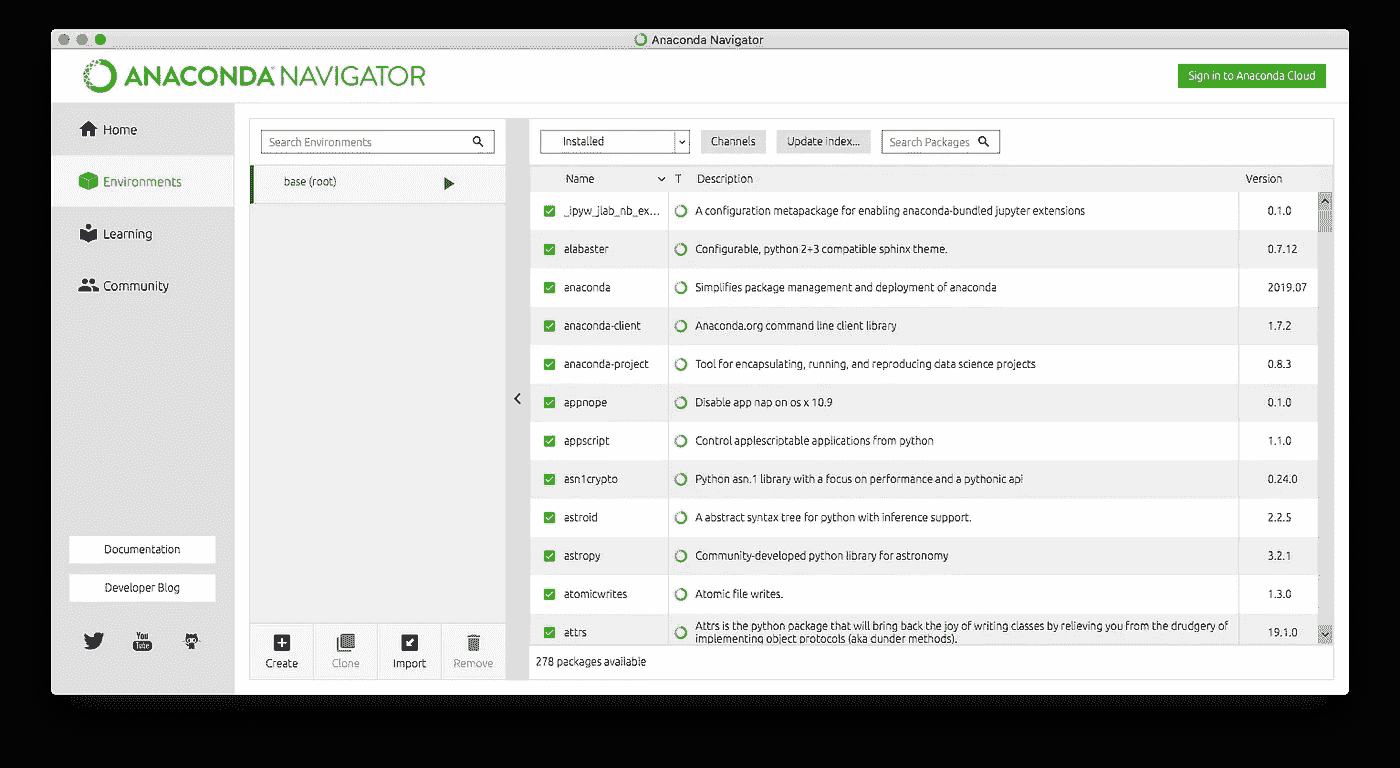 Anaconda Navigator
ANACONDA NAVIGATOR
Sign in to Anaconda Cloud
Home
Environments
Learning
Community
Documentation
Developer Blog
You
Tube
Search Environments
base (root)
Create
Clone
Import
Remove
Installed
Channels
Update index...
Search Packages
Name T Description Version
_ipyw_jlab_nb_ex... A configuration metapackage for enabling anaconda-bundled jupyter extensions 0.1.0
alabaster Configurable, python 2+3 compatible sphinx theme. 0.7.12
anaconda Simplifies package management and deployment of anaconda 2019.07
anaconda-client Anaconda.org command line client library 1.7.2
anaconda-project Tool for encapsulating, running, and reproducing data science projects 0.8.3
appnope Disable app nap on os x 10.9 0.1.0
appscript Control applescriptable applications from python 1.1.0
asn1crypto Python asn.1 library with a focus on performance and a pythonic api 0.24.0
astroid A abstract syntax tree for python with inference support. 2.2.5
astropy Community-developed python library for astronomy 3.2.1
atomicwrites Atomic file writes. 1.3.0
attrs Attrs is the python package that will bring back the joy of writing classes by relieving you from the drudgery of 19.1.0
implementing object protocols (aka dunder methods).
278 packages available